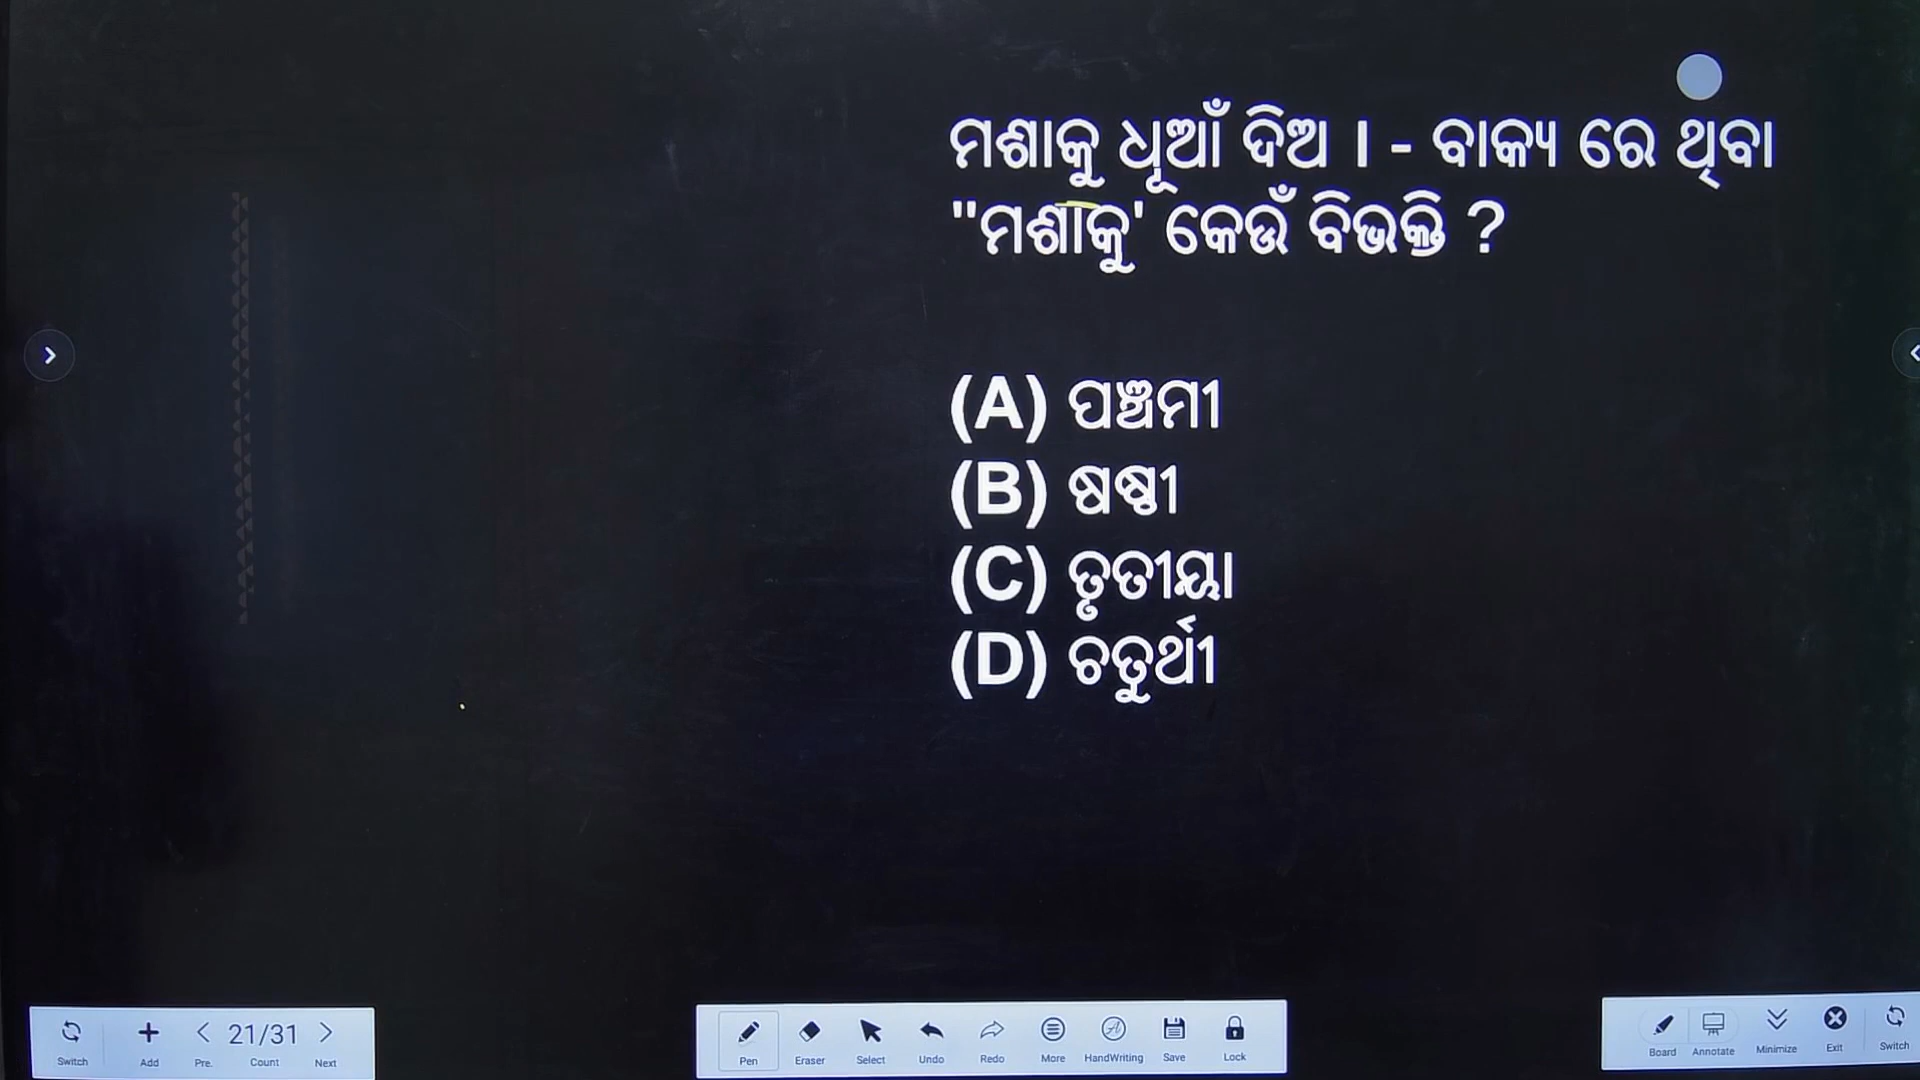 ମଶାକୁ ଧୂଆଁ ଦିଅ । - ବାକ୍ୟ ରେ ଥିବା
"ମଶାକୁ' କେଉଁ ବିଭକ୍ତି ?
(A) ପଞ୍ଚମୀ
(B) ଷଷ୍ଠୀ
(C) ତୃତୀୟା
(D) ଚତୁର୍ଥୀ
21/31
Switch Add Pre. Count Next
Pen Eraser Select Undo Redo More HandWriting Save Lock
Board Annotate Minimize Exit Switch